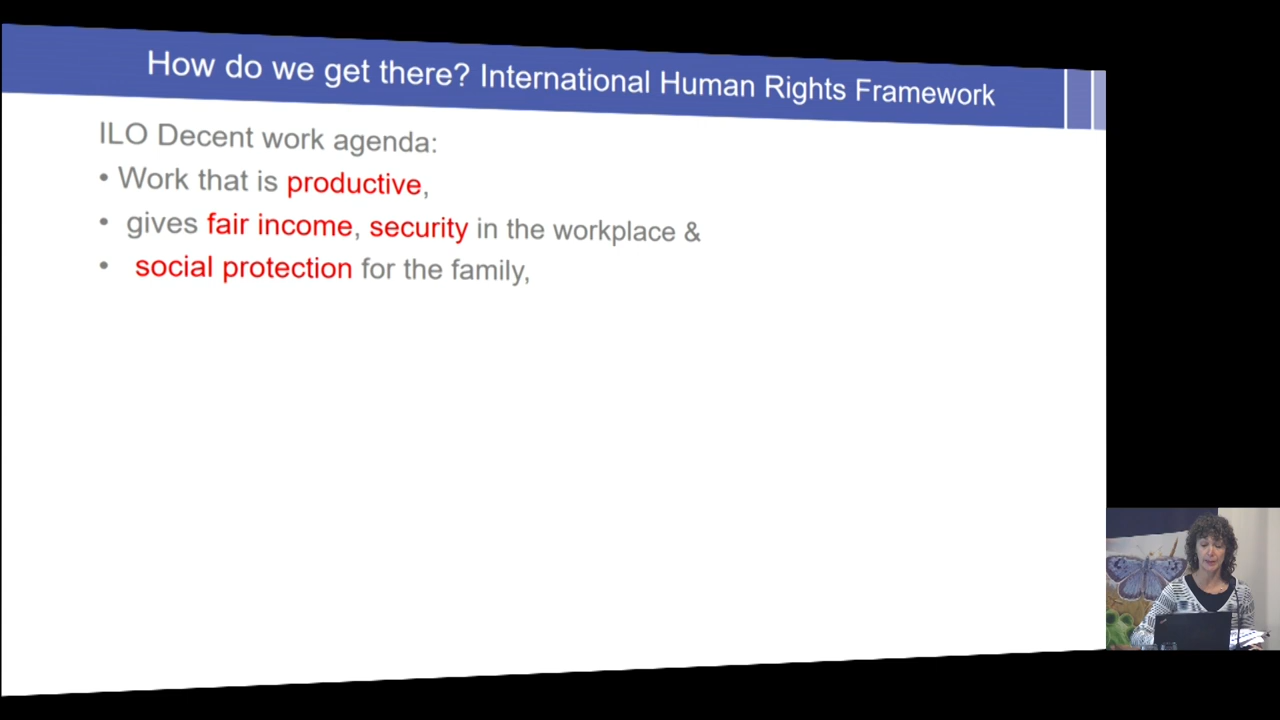 How do we get there? International Human Rights Framework
ILO Decent work agenda:
• Work that is productive,
• gives fair income, security in the workplace &
• social protection for the family,